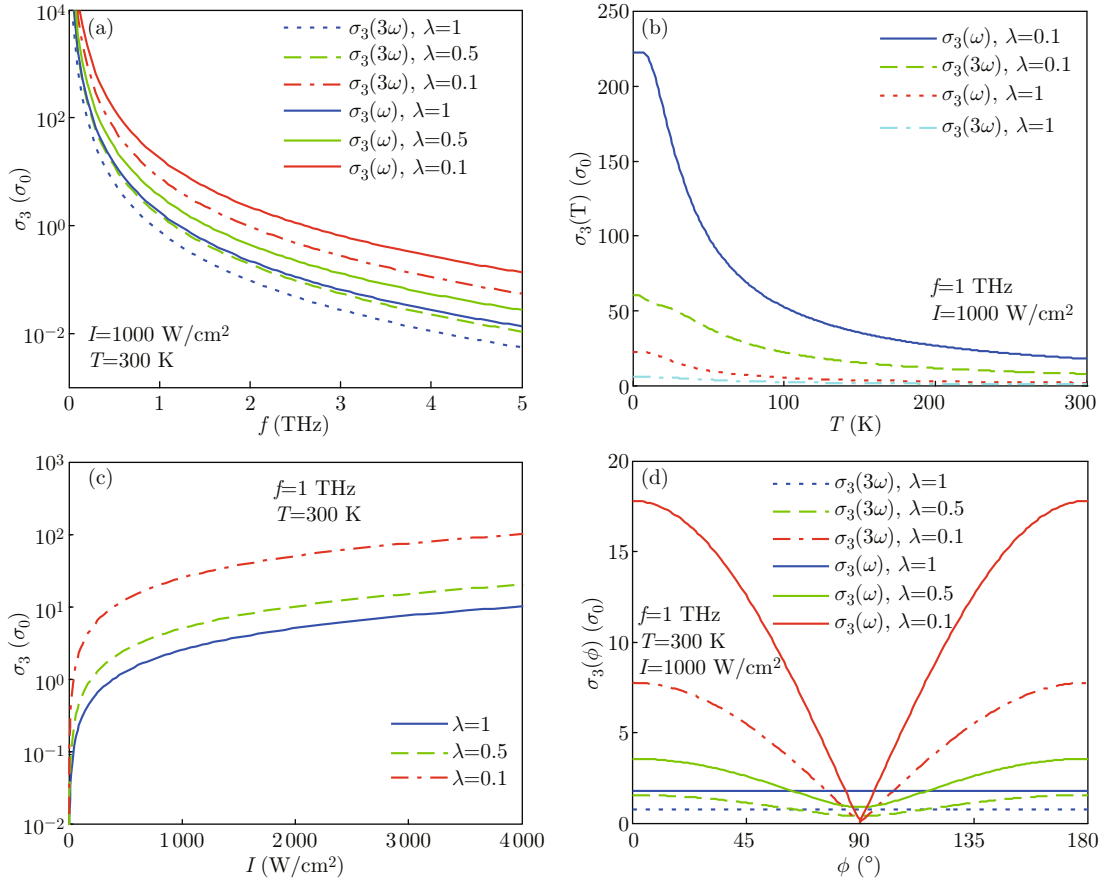 (a)
σ3(3ω), λ=1
σ3(3ω), λ=0.5
σ3(3ω), λ=0.1
σ3(ω), λ=1
σ3(ω), λ=0.5
σ3(ω), λ=0.1
10^4
10^2
10^0
10^-2
σ3 (σ0)
I=1000 W/cm²
T=300 K
0 1 2 3 4 5
f (THz)
(b)
σ3(ω), λ=0.1
σ3(3ω), λ=0.1
σ3(ω), λ=1
σ3(3ω), λ=1
250
200
150
100
50
0
σ3(T) (σ0)
f=1 THz
I=1000 W/cm²
0 100 200 300
T (K)
(c)
f=1 THz
T=300 K
10^3
10^2
10^1
10^0
10^-1
10^-2
σ3 (σ0)
λ=1
λ=0.5
λ=0.1
0 1000 2000 3000 4000
I (W/cm²)
(d)
σ3(3ω), λ=1
σ3(3ω), λ=0.5
σ3(3ω), λ=0.1
σ3(ω), λ=1
σ3(ω), λ=0.5
σ3(ω), λ=0.1
20
15
10
5
0
σ3(ϕ) (σ0)
f=1 THz
T=300 K
I=1000 W/cm²
0 45 90 135 180
ϕ (°)